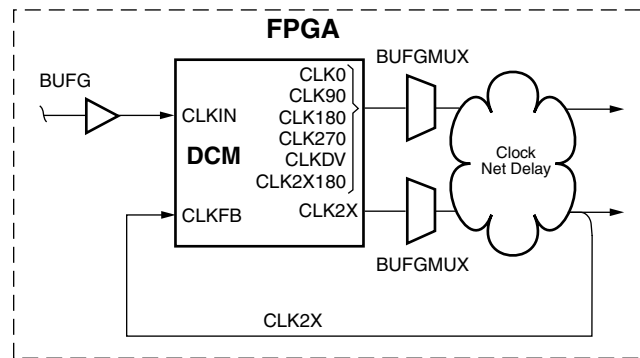 FPGA
BUFGMUX
BUFG
CLK0
CLK90
CLK180
CLK270
CLKDV
CLK2X180
CLK2X
CLKIN
DCM
CLKFB
Clock
Net Delay
BUFGMUX
CLK2X